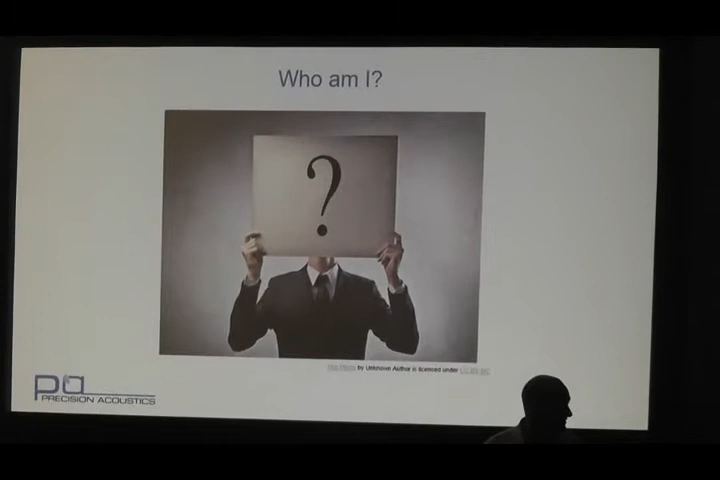 Who am I?
?
by Unknown Author is licensed under
pa
PRECISION ACOUSTICS